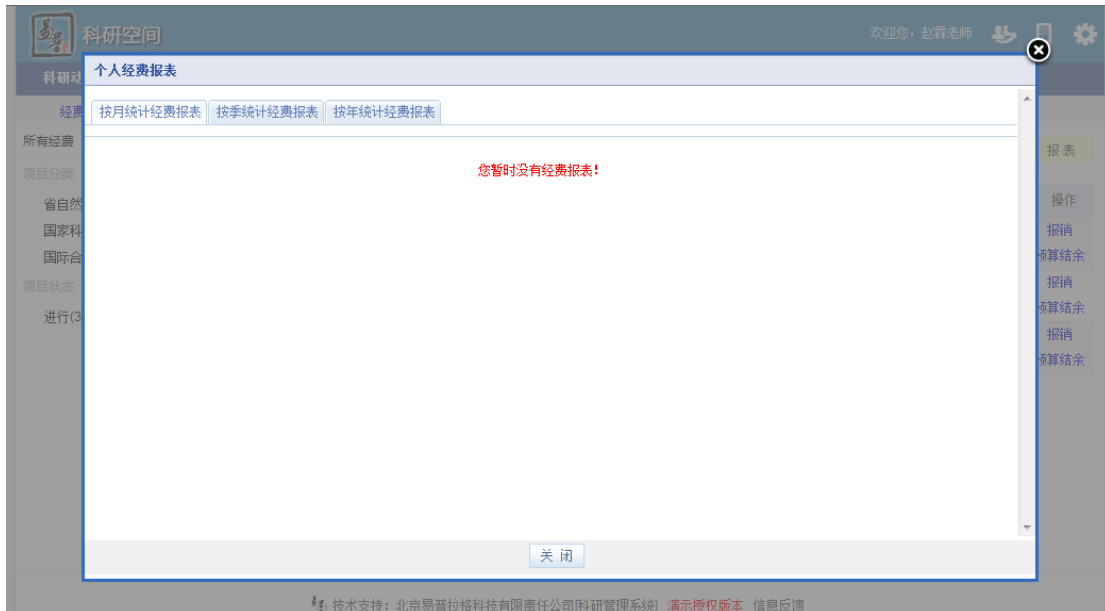 易普 科研空间 欢迎您，赵霖老师
科研动
个人经费报表
经费
按月统计经费报表 按季统计经费报表 按年统计经费报表
所有经费
报表
您暂时没有经费报表！
项目分类
操作
省自然
国家科
报销
国际合
预算结余
项目状态
报销
预算结余
进行(3
报销
预算结余
关 闭
技术支持：北京易普拉格科技有限责任公司[科研管理系统] 演示授权版本 信息反馈